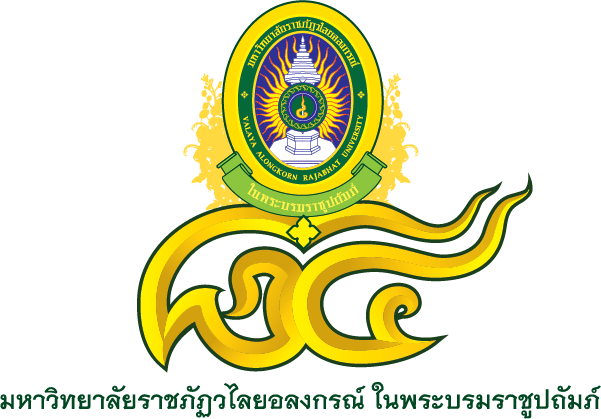 มหาวิทยาลัยราชภัฏวไลยอลงกรณ์
VALAYA ALONGKORN RAJABHAT UNIVERSITY
ในพระบรมราชูปถัมภ์
๘๔
มหาวิทยาลัยราชภัฏวไลยอลงกรณ์ ในพระบรมราชูปถัมภ์